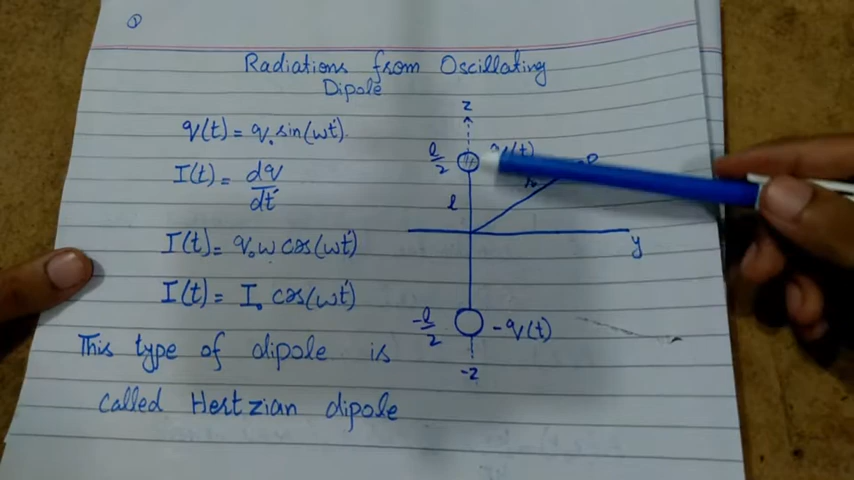 Radiations from Oscillating
Dipole
q(t) = q₀ sin(ωt)
I(t) = dq/dt
I(t) = q₀ω cos(ωt)
I(t) = I₀ cos(ωt)
This type of dipole is
called Hertzian dipole
z
l/2
l
y
-l/2
-q(t)
-z